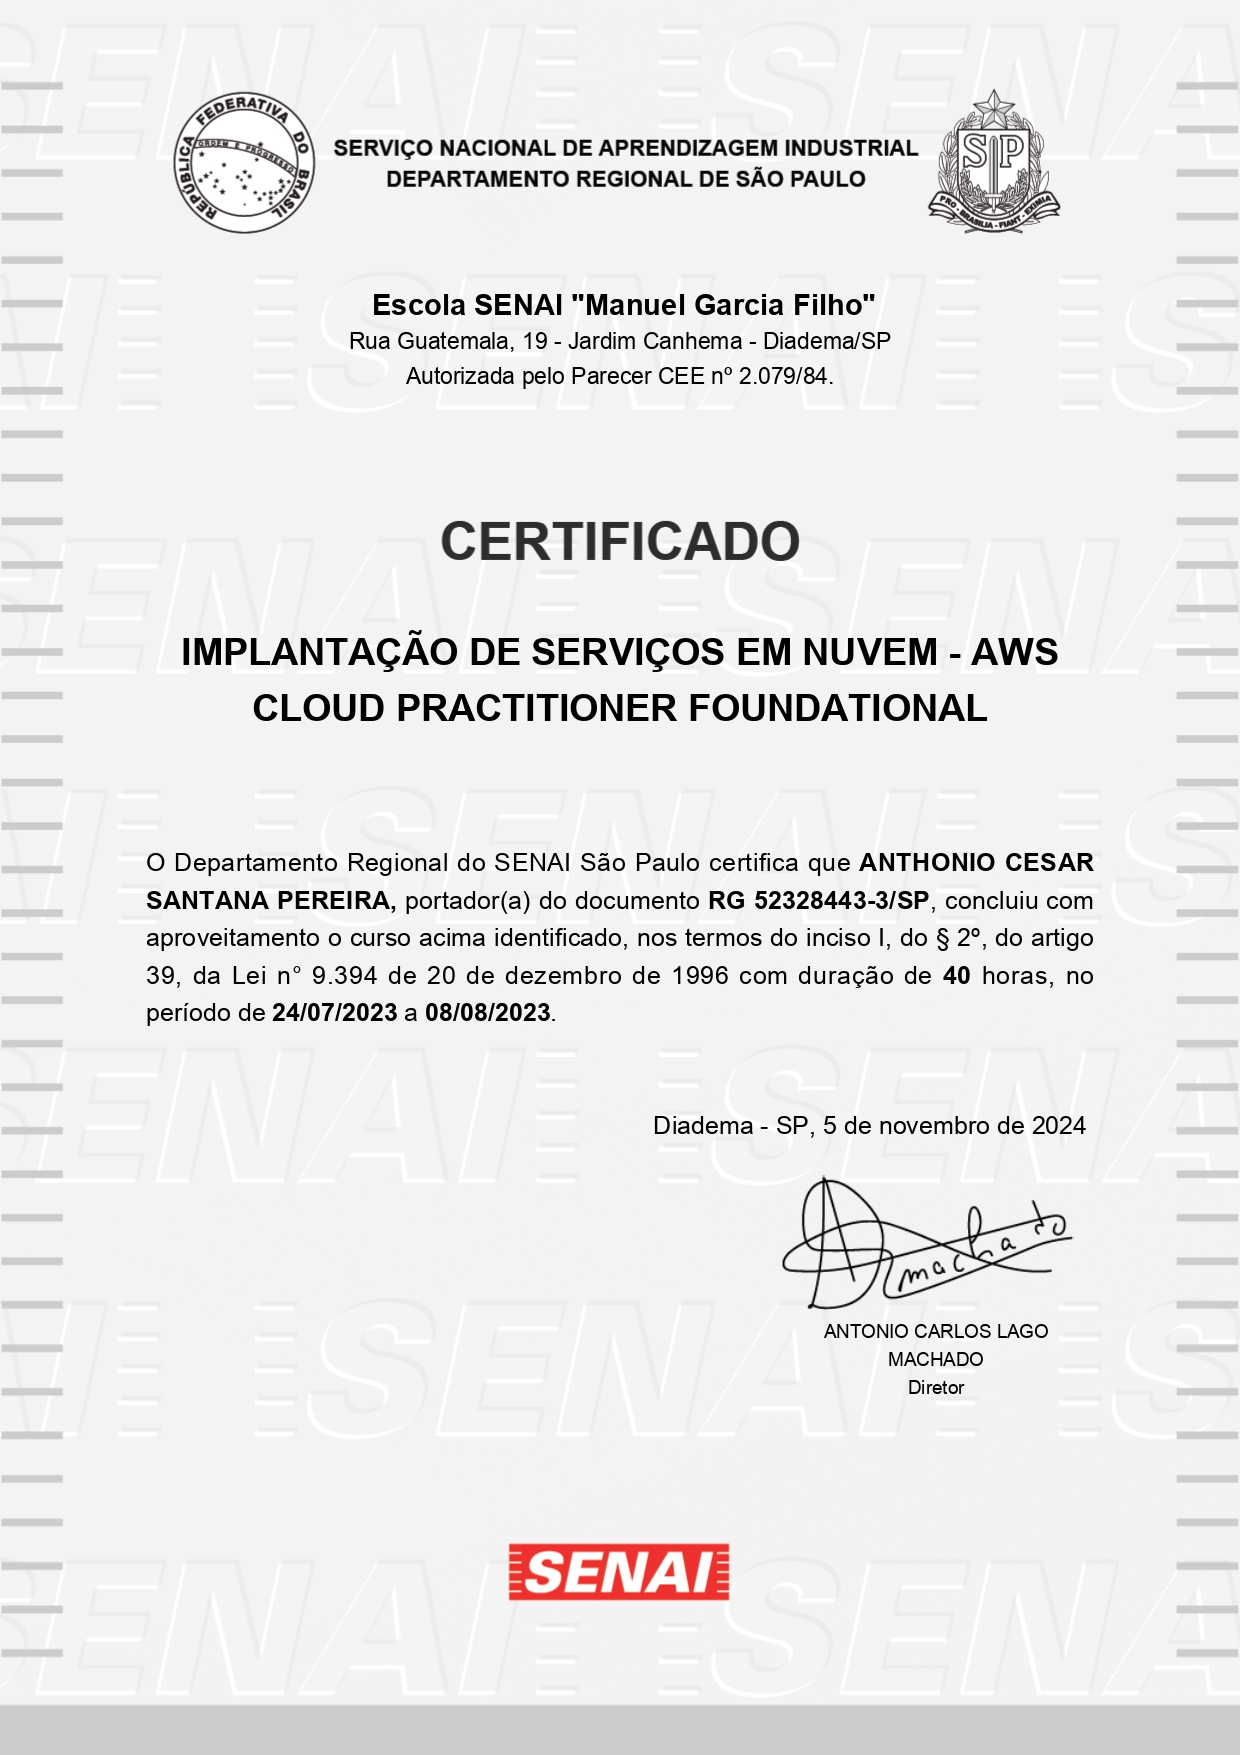 REPÚBLICA FEDERATIVA DO BRASIL
ORDEM E PROGRESSO
SERVIÇO NACIONAL DE APRENDIZAGEM INDUSTRIAL
DEPARTAMENTO REGIONAL DE SÃO PAULO
SP
PRO - BRASILIA - FIANT - EXIMIA
Escola SENAI "Manuel Garcia Filho"
Rua Guatemala, 19 - Jardim Canhema - Diadema/SP
Autorizada pelo Parecer CEE nº 2.079/84.
CERTIFICADO
IMPLANTAÇÃO DE SERVIÇOS EM NUVEM - AWS
CLOUD PRACTITIONER FOUNDATIONAL
O Departamento Regional do SENAI São Paulo certifica que ANTHONIO CESAR
SANTANA PEREIRA, portador(a) do documento RG 52328443-3/SP, concluiu com
aproveitamento o curso acima identificado, nos termos do inciso I, do § 2º, do artigo
39, da Lei n° 9.394 de 20 de dezembro de 1996 com duração de 40 horas, no
período de 24/07/2023 a 08/08/2023.
Diadema - SP, 5 de novembro de 2024
machado
ANTONIO CARLOS LAGO
MACHADO
Diretor
SENAI